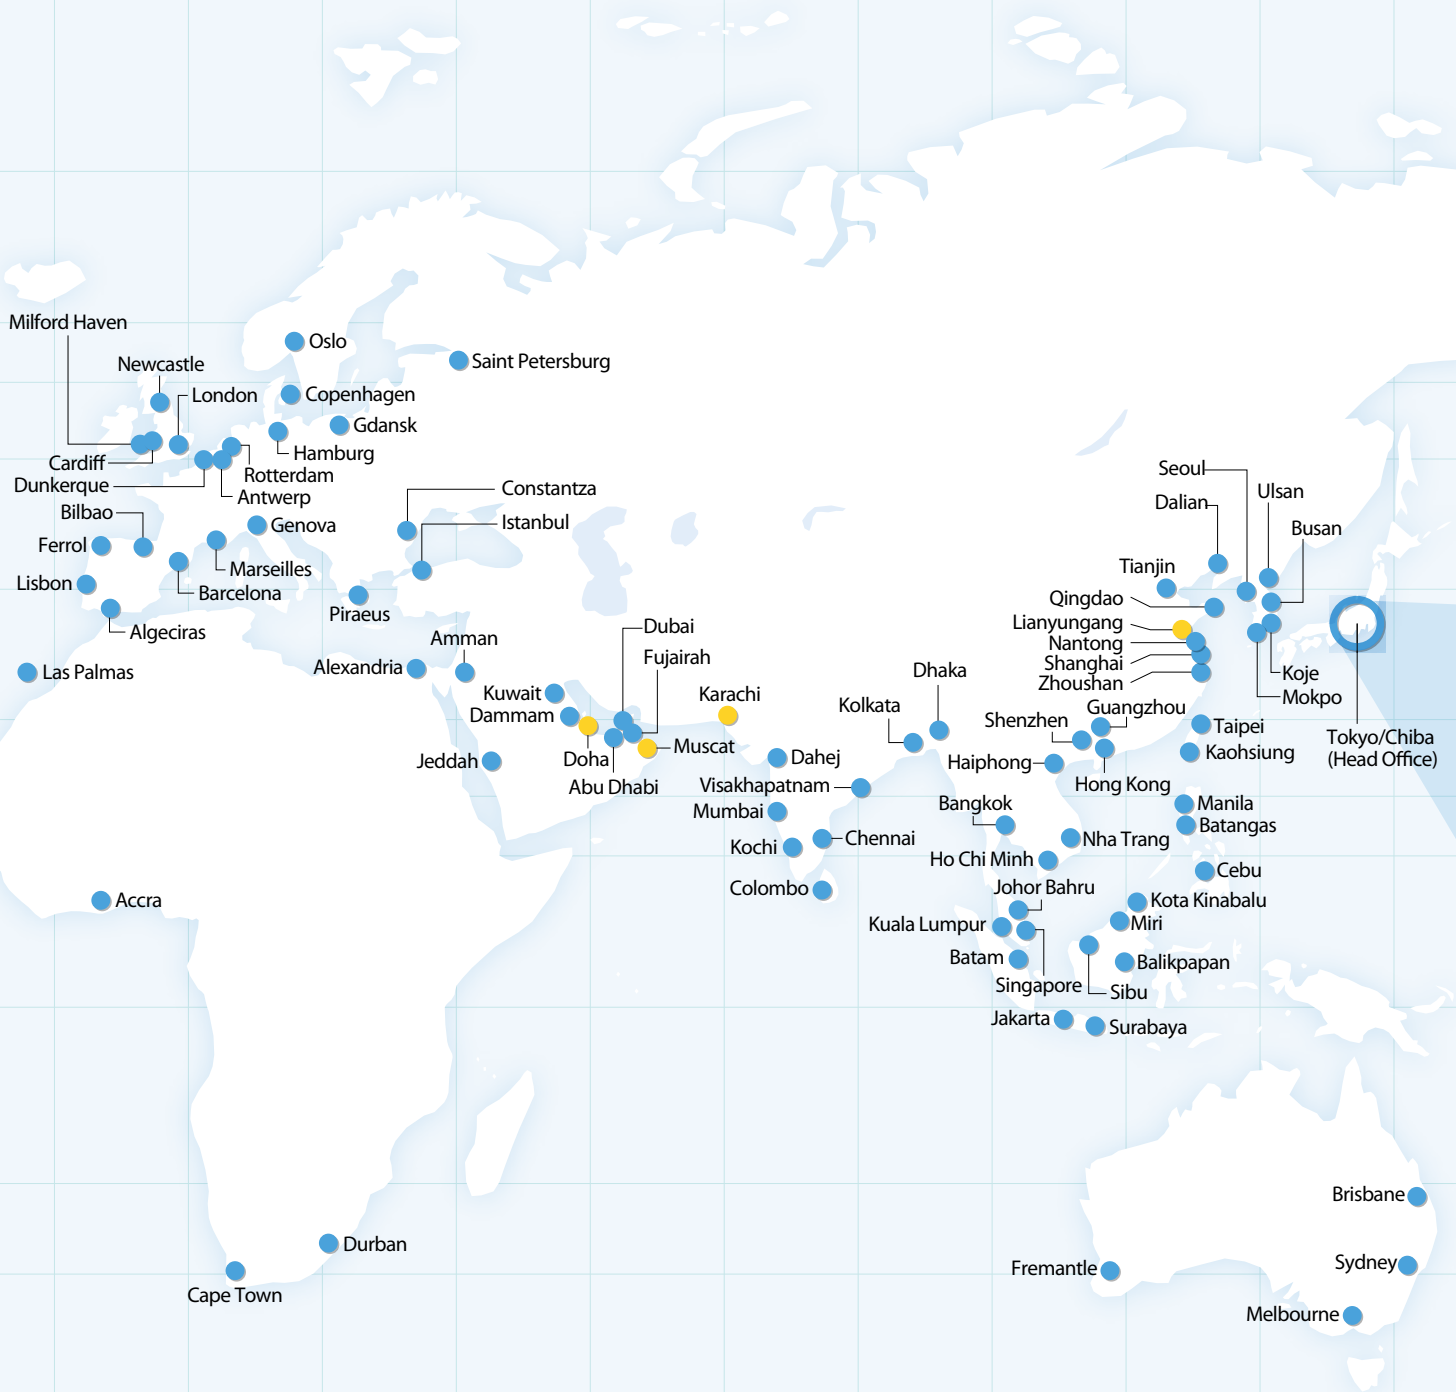 Milford Haven
Oslo
Saint Petersburg
Newcastle
London
Copenhagen
Gdansk
Hamburg
Cardiff
Rotterdam
Dunkerque
Antwerp
Constantza
Bilbao
Genova
Istanbul
Ferrol
Marseilles
Lisbon
Barcelona
Piraeus
Algeciras
Amman
Alexandria
Las Palmas
Dubai
Fujairah
Kuwait
Dammam
Karachi
Muscat
Doha
Jeddah
Abu Dhabi
Dahej
Visakhapatnam
Mumbai
Kochi
Chennai
Colombo
Dhaka
Kolkata
Seoul
Dalian
Ulsan
Busan
Tianjin
Qingdao
Lianyungang
Nantong
Shanghai
Zhoushan
Koje
Mokpo
Guangzhou
Shenzhen
Taipei
Kaohsiung
Tokyo/Chiba
(Head Office)
Haiphong
Hong Kong
Bangkok
Manila
Batangas
Nha Trang
Ho Chi Minh
Cebu
Johor Bahru
Kota Kinabalu
Kuala Lumpur
Miri
Batam
Balikpapan
Singapore
Sibu
Jakarta
Surabaya
Accra
Durban
Cape Town
Brisbane
Fremantle
Sydney
Melbourne